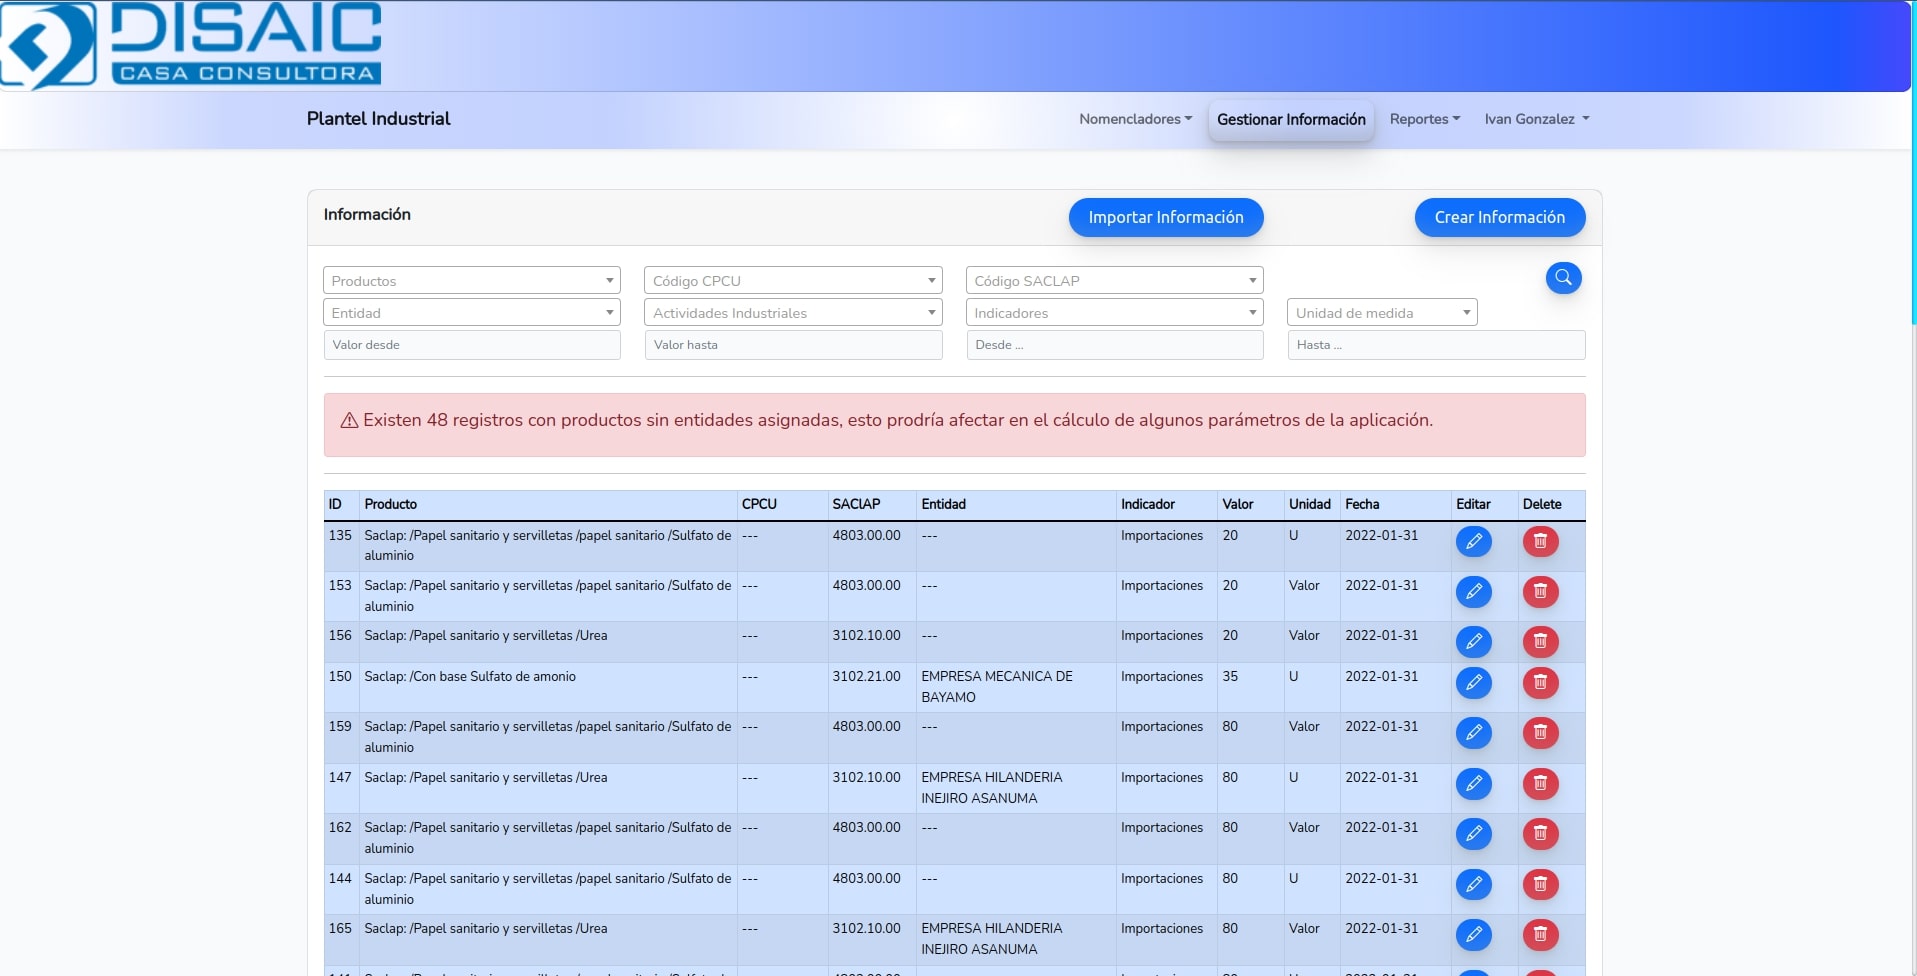 DISAIC
CASA CONSULTORA
Plantel Industrial
Nomencladores
Gestionar Información
Reportes
Ivan Gonzalez
Información
Importar Información
Crear Información
Productos
Código CPCU
Código SACLAP
Entidad
Actividades Industriales
Indicadores
Unidad de medida
Valor desde
Valor hasta
Desde ...
Hasta ...
Existen 48 registros con productos sin entidades asignadas, esto prodría afectar en el cálculo de algunos parámetros de la aplicación.
ID Producto CPCU SAClAP Entidad Indicador Valor Unidad Fecha Editar Delete
135 Saclap: /Papel sanitario y servilletas /papel sanitario /Sulfato de --- 4803.00.00 --- Importaciones 20 U 2022-01-31
aluminio
153 Saclap: /Papel sanitario y servilletas /papel sanitario /Sulfato de --- 4803.00.00 --- Importaciones 20 Valor 2022-01-31
aluminio
156 Saclap: /Papel sanitario y servilletas /Urea --- 3102.10.00 --- Importaciones 20 Valor 2022-01-31
150 Saclap: /Con base Sulfato de amonio --- 3102.21.00 EMPRESA MECANICA DE Importaciones 35 U 2022-01-31
BAYAMO
159 Saclap: /Papel sanitario y servilletas /papel sanitario /Sulfato de --- 4803.00.00 --- Importaciones 80 Valor 2022-01-31
aluminio
147 Saclap: /Papel sanitario y servilletas /Urea --- 3102.10.00 EMPRESA HILANDERIA Importaciones 80 U 2022-01-31
INEJIRO ASANUMA
162 Saclap: /Papel sanitario y servilletas /papel sanitario /Sulfato de --- 4803.00.00 --- Importaciones 80 Valor 2022-01-31
aluminio
144 Saclap: /Papel sanitario y servilletas /papel sanitario /Sulfato de --- 4803.00.00 --- Importaciones 80 U 2022-01-31
aluminio
165 Saclap: /Papel sanitario y servilletas /Urea --- 3102.10.00 EMPRESA HILANDERIA Importaciones 80 Valor 2022-01-31
INEJIRO ASANUMA